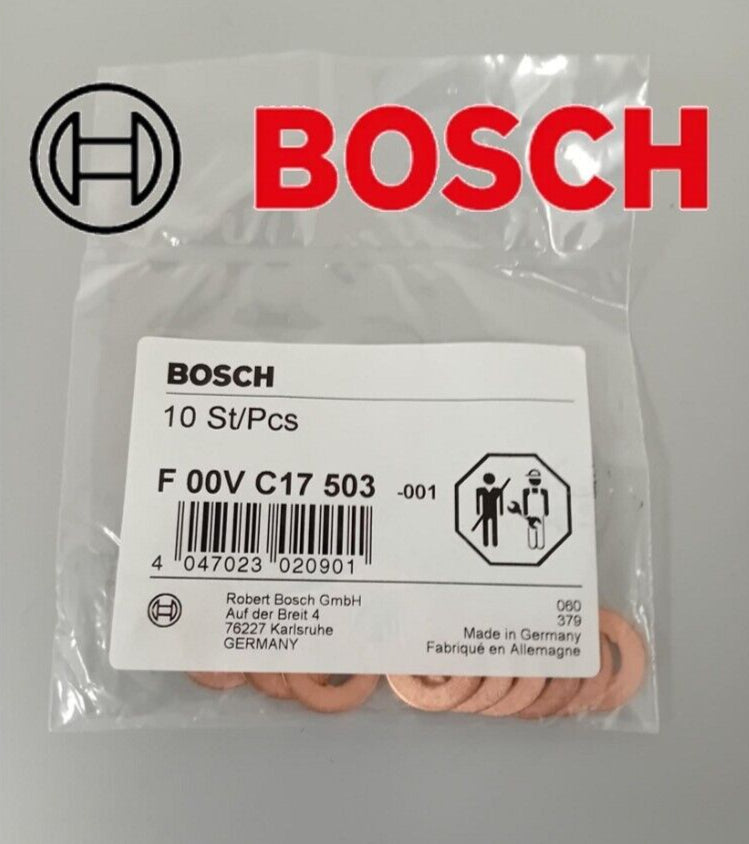 BOSCH
BOSCH
10 St/Pcs
F 00V C17 503 -001
4 047023 020901
Robert Bosch GmbH
Auf der Breit 4
76227 Karlsruhe
GERMANY
060
379
Made in Germany
Fabriqué en Allemagne